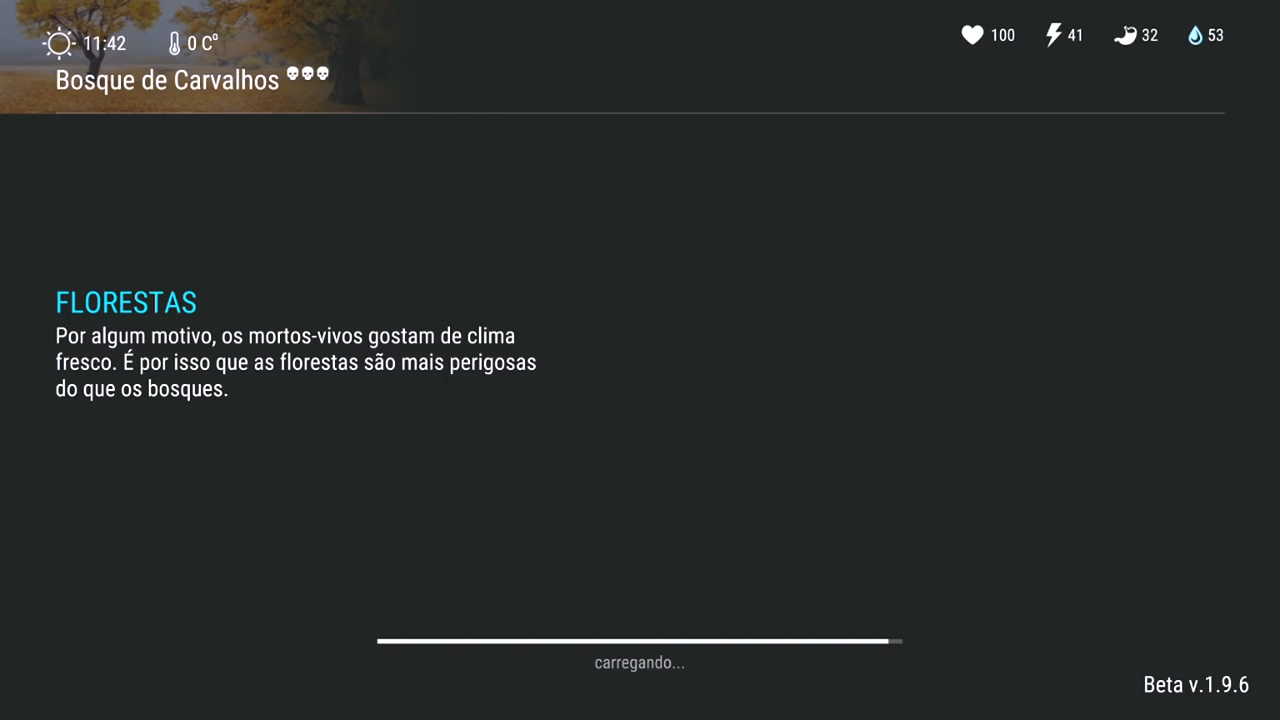 11:42 0 Cº
100 41 32 53
Bosque de Carvalhos
FLORESTAS
Por algum motivo, os mortos-vivos gostam de clima
fresco. É por isso que as florestas são mais perigosas
do que os bosques.
carregando...
Beta v.1.9.6